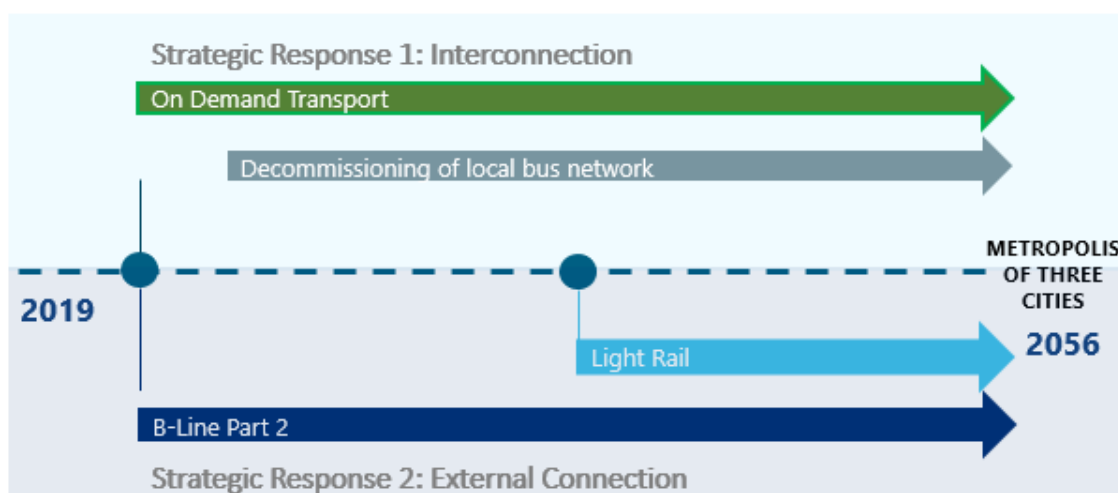 Strategic Response 1: Interconnection
On Demand Transport
Decommissioning of local bus network
METROPOLIS
OF THREE
CITIES
2019
2056
Light Rail
B-Line Part 2
Strategic Response 2: External Connection